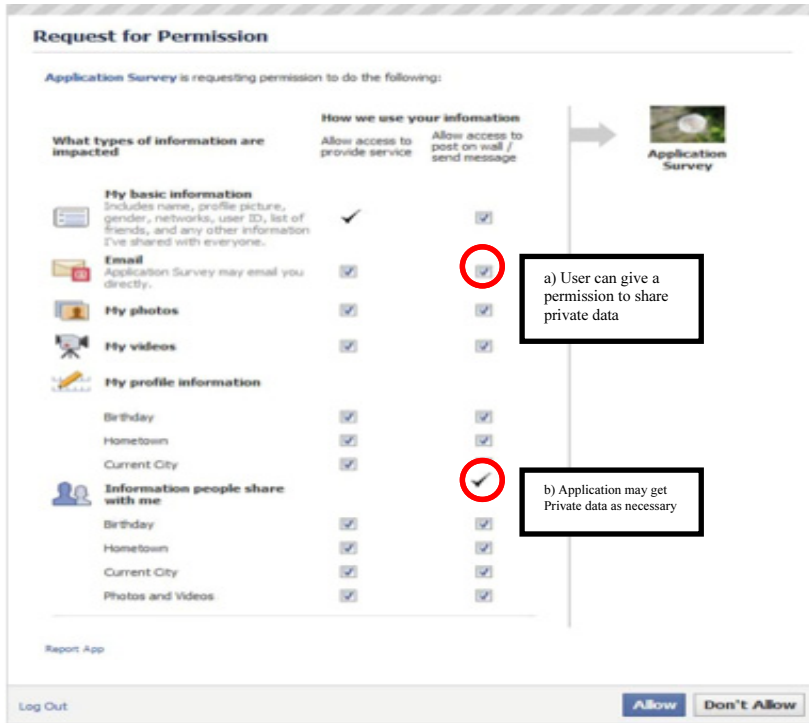 Request for Permission
Application Survey is requesting permission to do the following:
How we use your infomation
What types of information are
impacted
Allow access to
provide service
Allow access to
post on wall /
send message
Application
Survey
My basic information
Includes name, profile picture,
gender, networks, user ID, list of
friends, and any other information
I've shared with everyone.
Email
Application Survey may email you
directly.
a) User can give a
permission to share
private data
My photos
My videos
My profile information
Birthday
Hometown
Current City
Information people share
with me
b) Application may get
Private data as necessary
Birthday
Hometown
Current City
Photos and Videos
Report App
Log Out
Allow
Don't Allow